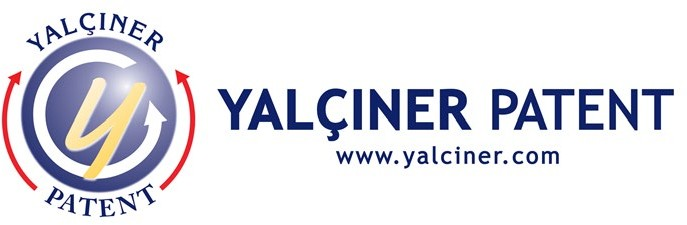 YALÇINER
y
PATENT
YALÇINER PATENT
www.yalciner.com